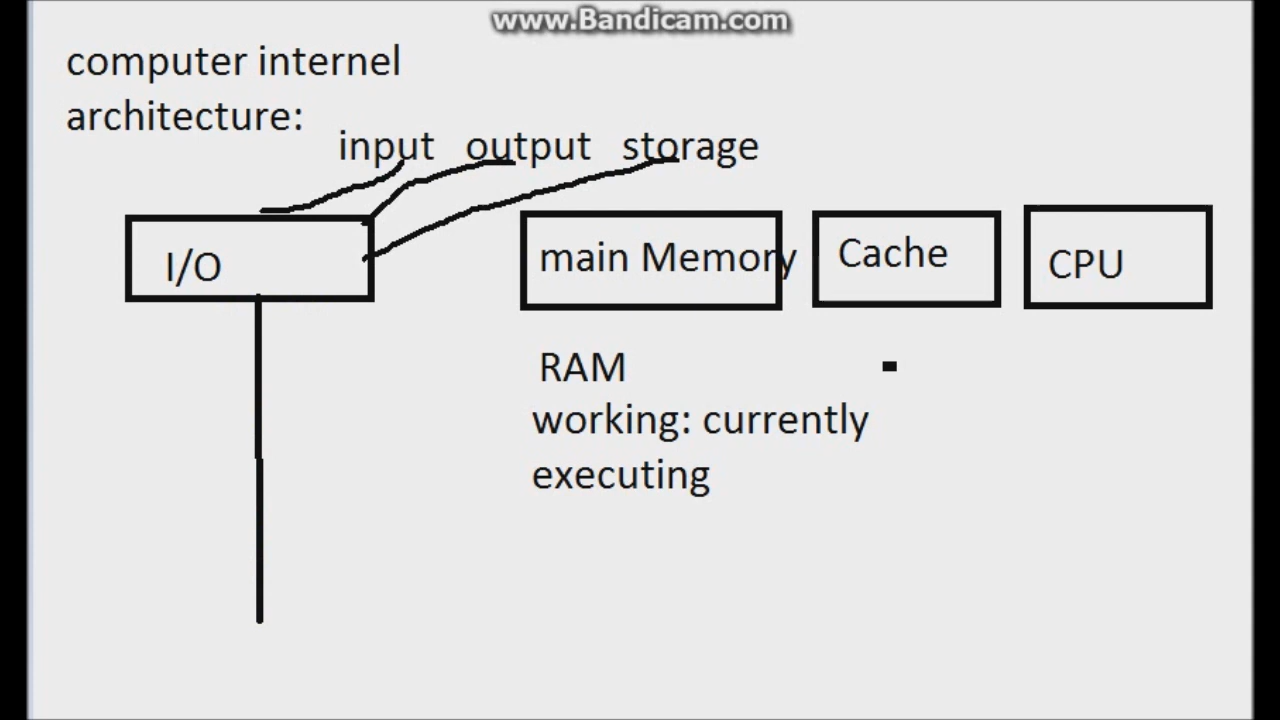 www.Bandicam.com
computer internel
architecture:
input output storage
I/O
main Memory
Cache
CPU
RAM
working: currently
executing